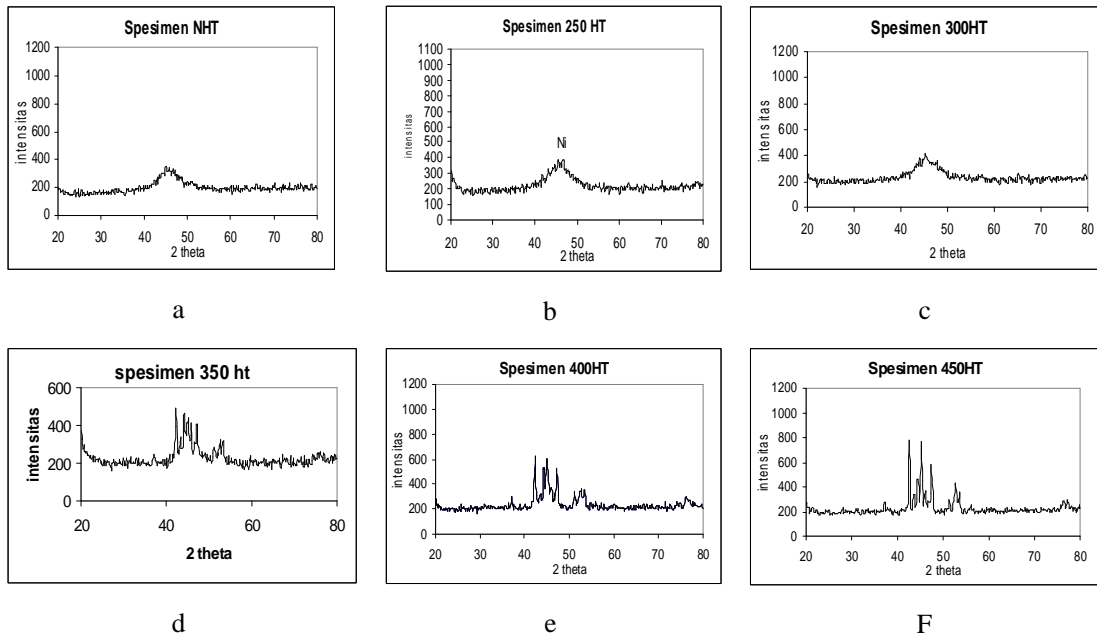 Spesimen NHT
intensitas
1200
1000
800
600
400
200
0
20 30 40 50 60 70 80
2 theta
a
Spesimen 250 HT
intensitas
1100
1000
900
800
700
600
500
400
300
200
100
0
Ni
20 30 40 50 60 70 80
2 theta
b
Spesimen 300HT
intensitas
1200
1000
800
600
400
200
0
20 30 40 50 60 70 80
2 theta
c
spesimen 350 ht
intensitas
600
400
200
0
20 40 60 80
2 theta
d
Spesimen 400HT
intensitas
1200
1000
800
600
400
200
0
20 30 40 50 60 70 80
2 theta
e
Spesimen 450HT
intensitas
1200
1000
800
600
400
200
0
20 30 40 50 60 70 80
2 theta
F